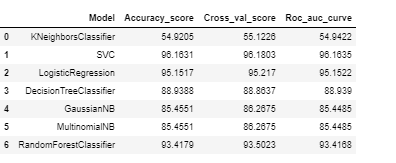 Model Accuracy_score Cross_val_score Roc_auc_curve
0 KNeighborsClassifier 54.9205 55.1226 54.9422
1 SVC 96.1631 96.1803 96.1635
2 LogisticRegression 95.1517 95.217 95.1522
3 DecisionTreeClassifier 88.9388 88.8637 88.939
4 GaussianNB 85.4551 86.2675 85.4485
5 MultinomialNB 85.4551 86.2675 85.4485
6 RandomForestClassifier 93.4179 93.5023 93.4168